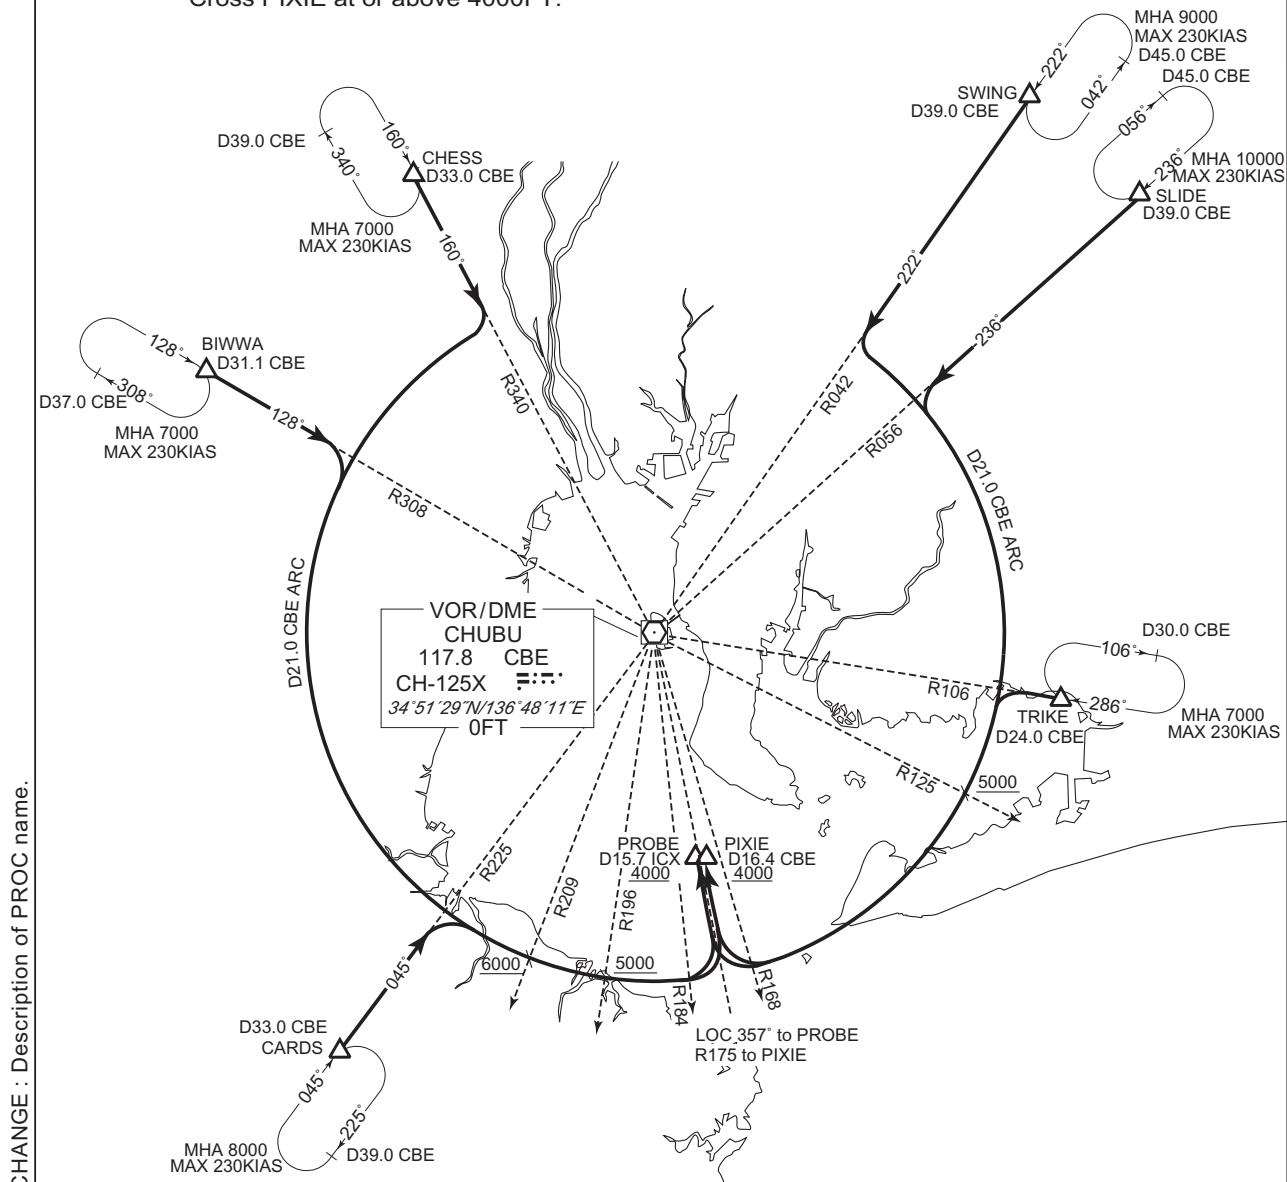 Cross PIXIE at or above 4000FT.
MHA 9000
MAX 230KIAS
D45.0 CBE
222°
042°
SWING
D39.0 CBE
D45.0 CBE
056°
236°
MHA 10000
MAX 230KIAS
SLIDE
D39.0 CBE
D39.0 CBE
160°
340°
CHESS
D33.0 CBE
MHA 7000
MAX 230KIAS
160°
222°
236°
BIWWA
D31.1 CBE
128°
308°
D37.0 CBE
MHA 7000
MAX 230KIAS
128°
R340
R042
R056
R308
D21.0 CBE ARC
D21.0 CBE ARC
VOR/DME
CHUBU
117.8 CBE
CH-125X
34°51´29˝N/136°48´11˝E
0FT
106°
D30.0 CBE
R106
286°
TRIKE
D24.0 CBE
MHA 7000
MAX 230KIAS
R125
5000
PROBE
D15.7 ICX
4000
PIXIE
D16.4 CBE
4000
R225
R209
R196
6000
5000
R184
R168
LOC 357° to PROBE
R175 to PIXIE
045°
D33.0 CBE
CARDS
045°
225°
MHA 8000
MAX 230KIAS
D39.0 CBE
CHANGE : Description of PROC name.